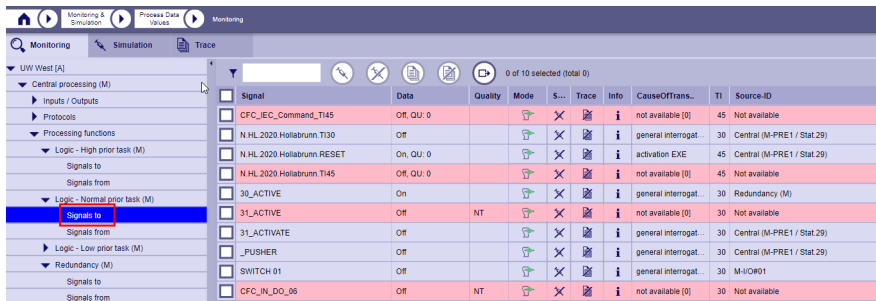 Monitoring & Simulation
Process Data Values
Monitoring
Monitoring
Simulation
Trace
UW West [A]
Central processing (M)
Inputs / Outputs
Protocols
Processing functions
Logic - High prior task (M)
Signals to
Signals from
Logic - Normal prior task (M)
Signals to
Signals from
Logic - Low prior task (M)
Redundancy (M)
Signals to
Signals from
0 of 10 selected (total 0)
Signal Data Quality Mode S... Trace Info CauseOfTrans.. TI Source-ID
CFC_IEC_Command_TI45 Off, QU: 0 i not available [0] 45 Not available
N.HL.2020.Hollabrunn.TI30 Off i general interrogat... 30 Central (M-PRE1 / Stat.29)
N.HL.2020.Hollabrunn.RESET On, QU: 0 i activation EXE 45 Central (M-PRE1 / Stat.29)
N.HL.2020.Hollabrunn.TI45 Off, QU: 0 i not available [0] 45 Not available
30_ACTIVE On i general interrogat... 30 Redundancy (M)
31_ACTIVE Off NT i not available [0] 30 Not available
31_ACTIVATE Off i general interrogat... 30 Central (M-PRE1 / Stat.29)
_PUSHER Off i general interrogat... 30 Central (M-PRE1 / Stat.29)
SWITCH 01 Off i general interrogat... 30 M-I/O#01
CFC_IN_DO_06 Off NT i not available [0] 30 Not available